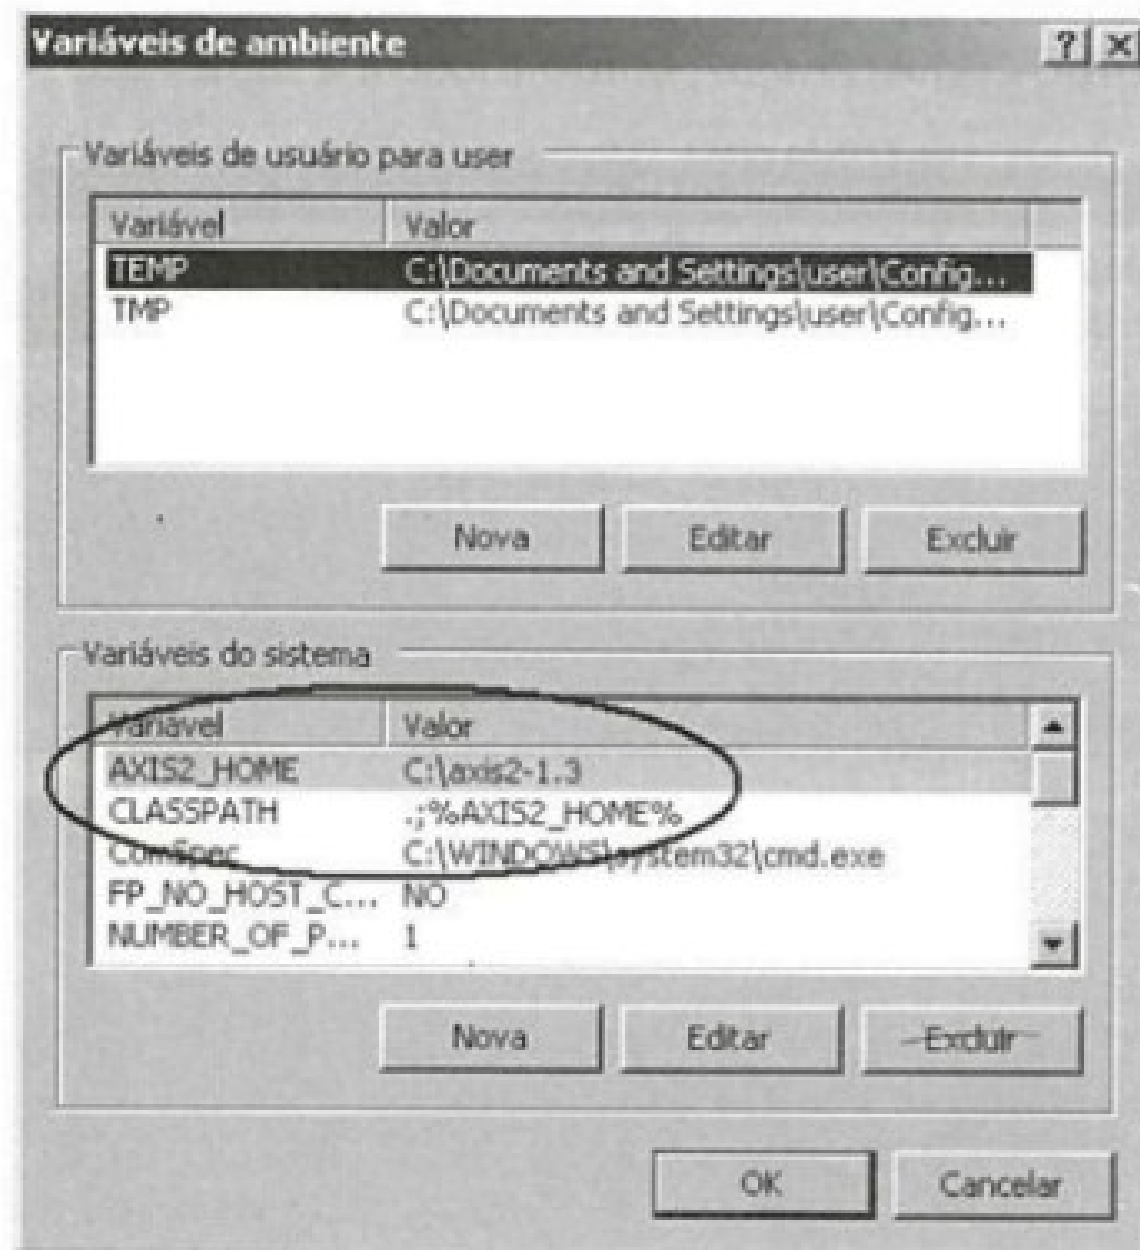 Variáveis de ambiente
Variáveis de usuário para user
Variável Valor
TEMP C:\Documents and Settings\user\Config...
TMP C:\Documents and Settings\user\Config...
Nova Editar Excluir
Variáveis do sistema
Variável Valor
AXIS2_HOME C:\axis2-1.3
CLASSPATH .;%AXIS2_HOME%
ComSpec C:\WINDOWS\system32\cmd.exe
FP_NO_HOST_C... NO
NUMBER_OF_P... 1
Nova Editar Excluir
OK Cancelar